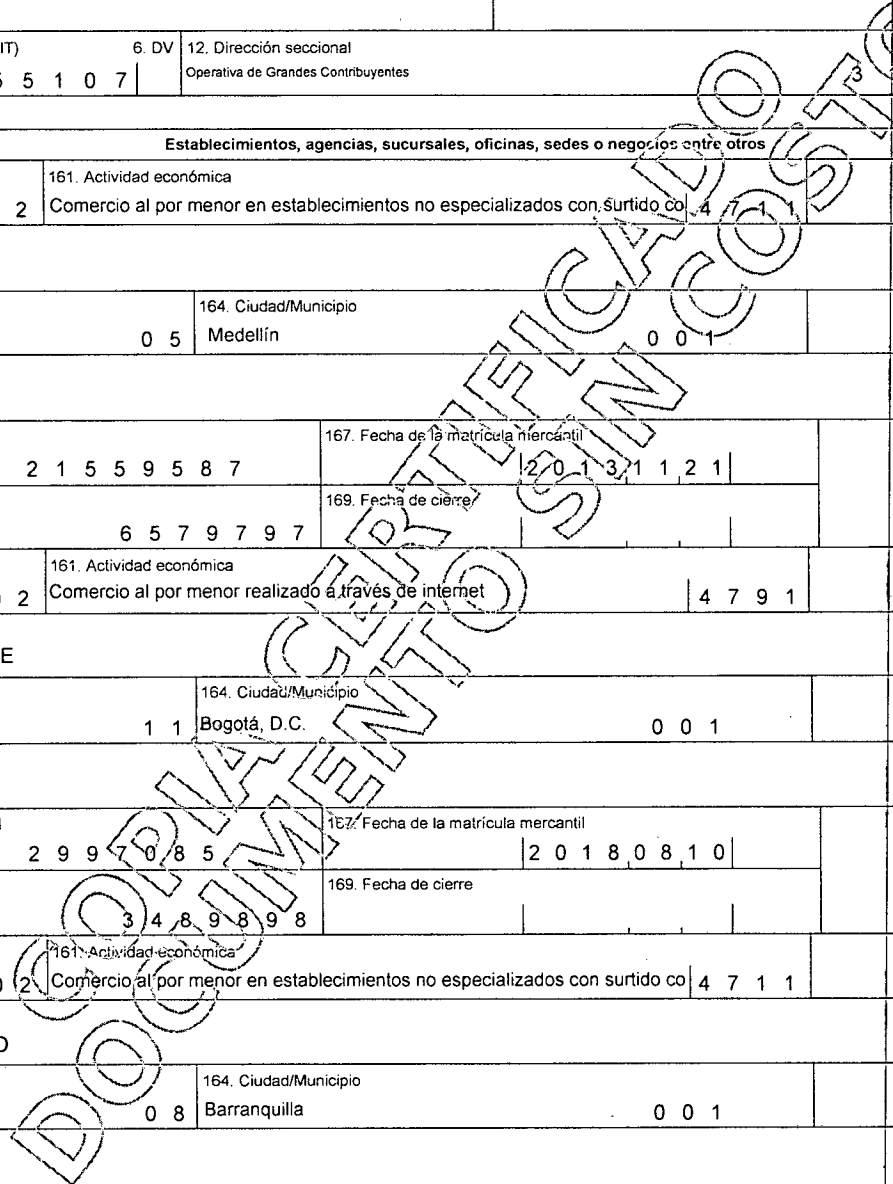 IT) 6. DV 12. Dirección seccional
5 1 0 7 Operativa de Grandes Contribuyentes
3
Establecimientos, agencias, sucursales, oficinas, sedes o negocios entre otros
161. Actividad económica
2 Comercio al por menor en establecimientos no especializados con surtido co 4 7 1 1
164. Ciudad/Municipio
0 5 Medellín 0 0 1
167. Fecha de la matrícula mercantil
2 1 5 5 9 5 8 7 2 0 1 3 1 1 2 1
169. Fecha de cierre
6 5 7 9 7 9 7
161. Actividad económica
2 Comercio al por menor realizado a través de internet 4 7 9 1
E
164. Ciudad/Municipio
1 1 Bogotá, D.C. 0 0 1
167. Fecha de la matrícula mercantil
2 9 9 7 0 8 5 2 0 1 8 0 8 1 0
169. Fecha de cierre
3 4 8 9 8 9 8
161. Actividad económica
0 2 Comercio al por menor en establecimientos no especializados con surtido co 4 7 1 1
164. Ciudad/Municipio
0 8 Barranquilla 0 0 1
COPIA CERTIFICADO
DOCUMENTO SIN COSTO